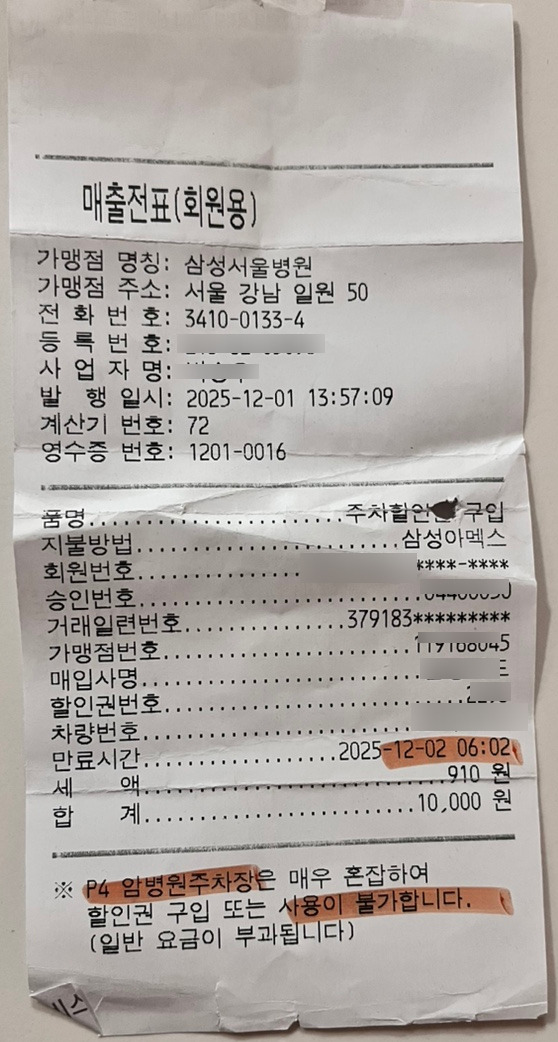 매출전표(회원용)
가맹점 명칭: 삼성서울병원
가맹점 주소: 서울 강남 일원 50
전 화 번 호: 3410-0133-4
등 록 번 호:
사 업 자 명:
발 행 일시: 2025-12-01 13:57:09
계산기 번호: 72
영수증 번호: 1201-0016
품명........................주차할인권 구입
지불방법........................삼성아멕스
회원번호........................****-****
승인번호........................
거래일련번호...............379183*********
가맹점번호........................
매입사명........................
할인권번호........................
차량번호........................
만료시간..................2025-12-02 06:02
세 액........................910 원
합 계........................10,000 원
※ P4 암병원주차장은 매우 혼잡하여
할인권 구입 또는 사용이 불가합니다.
(일반 요금이 부과됩니다)